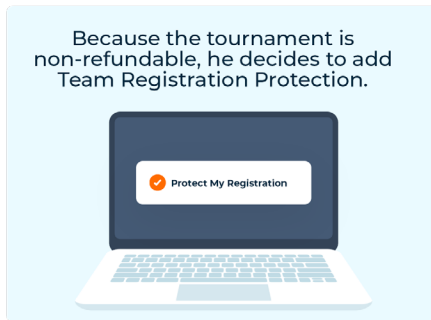 Because the tournament is
non-refundable, he decides to add
Team Registration Protection.
Protect My Registration